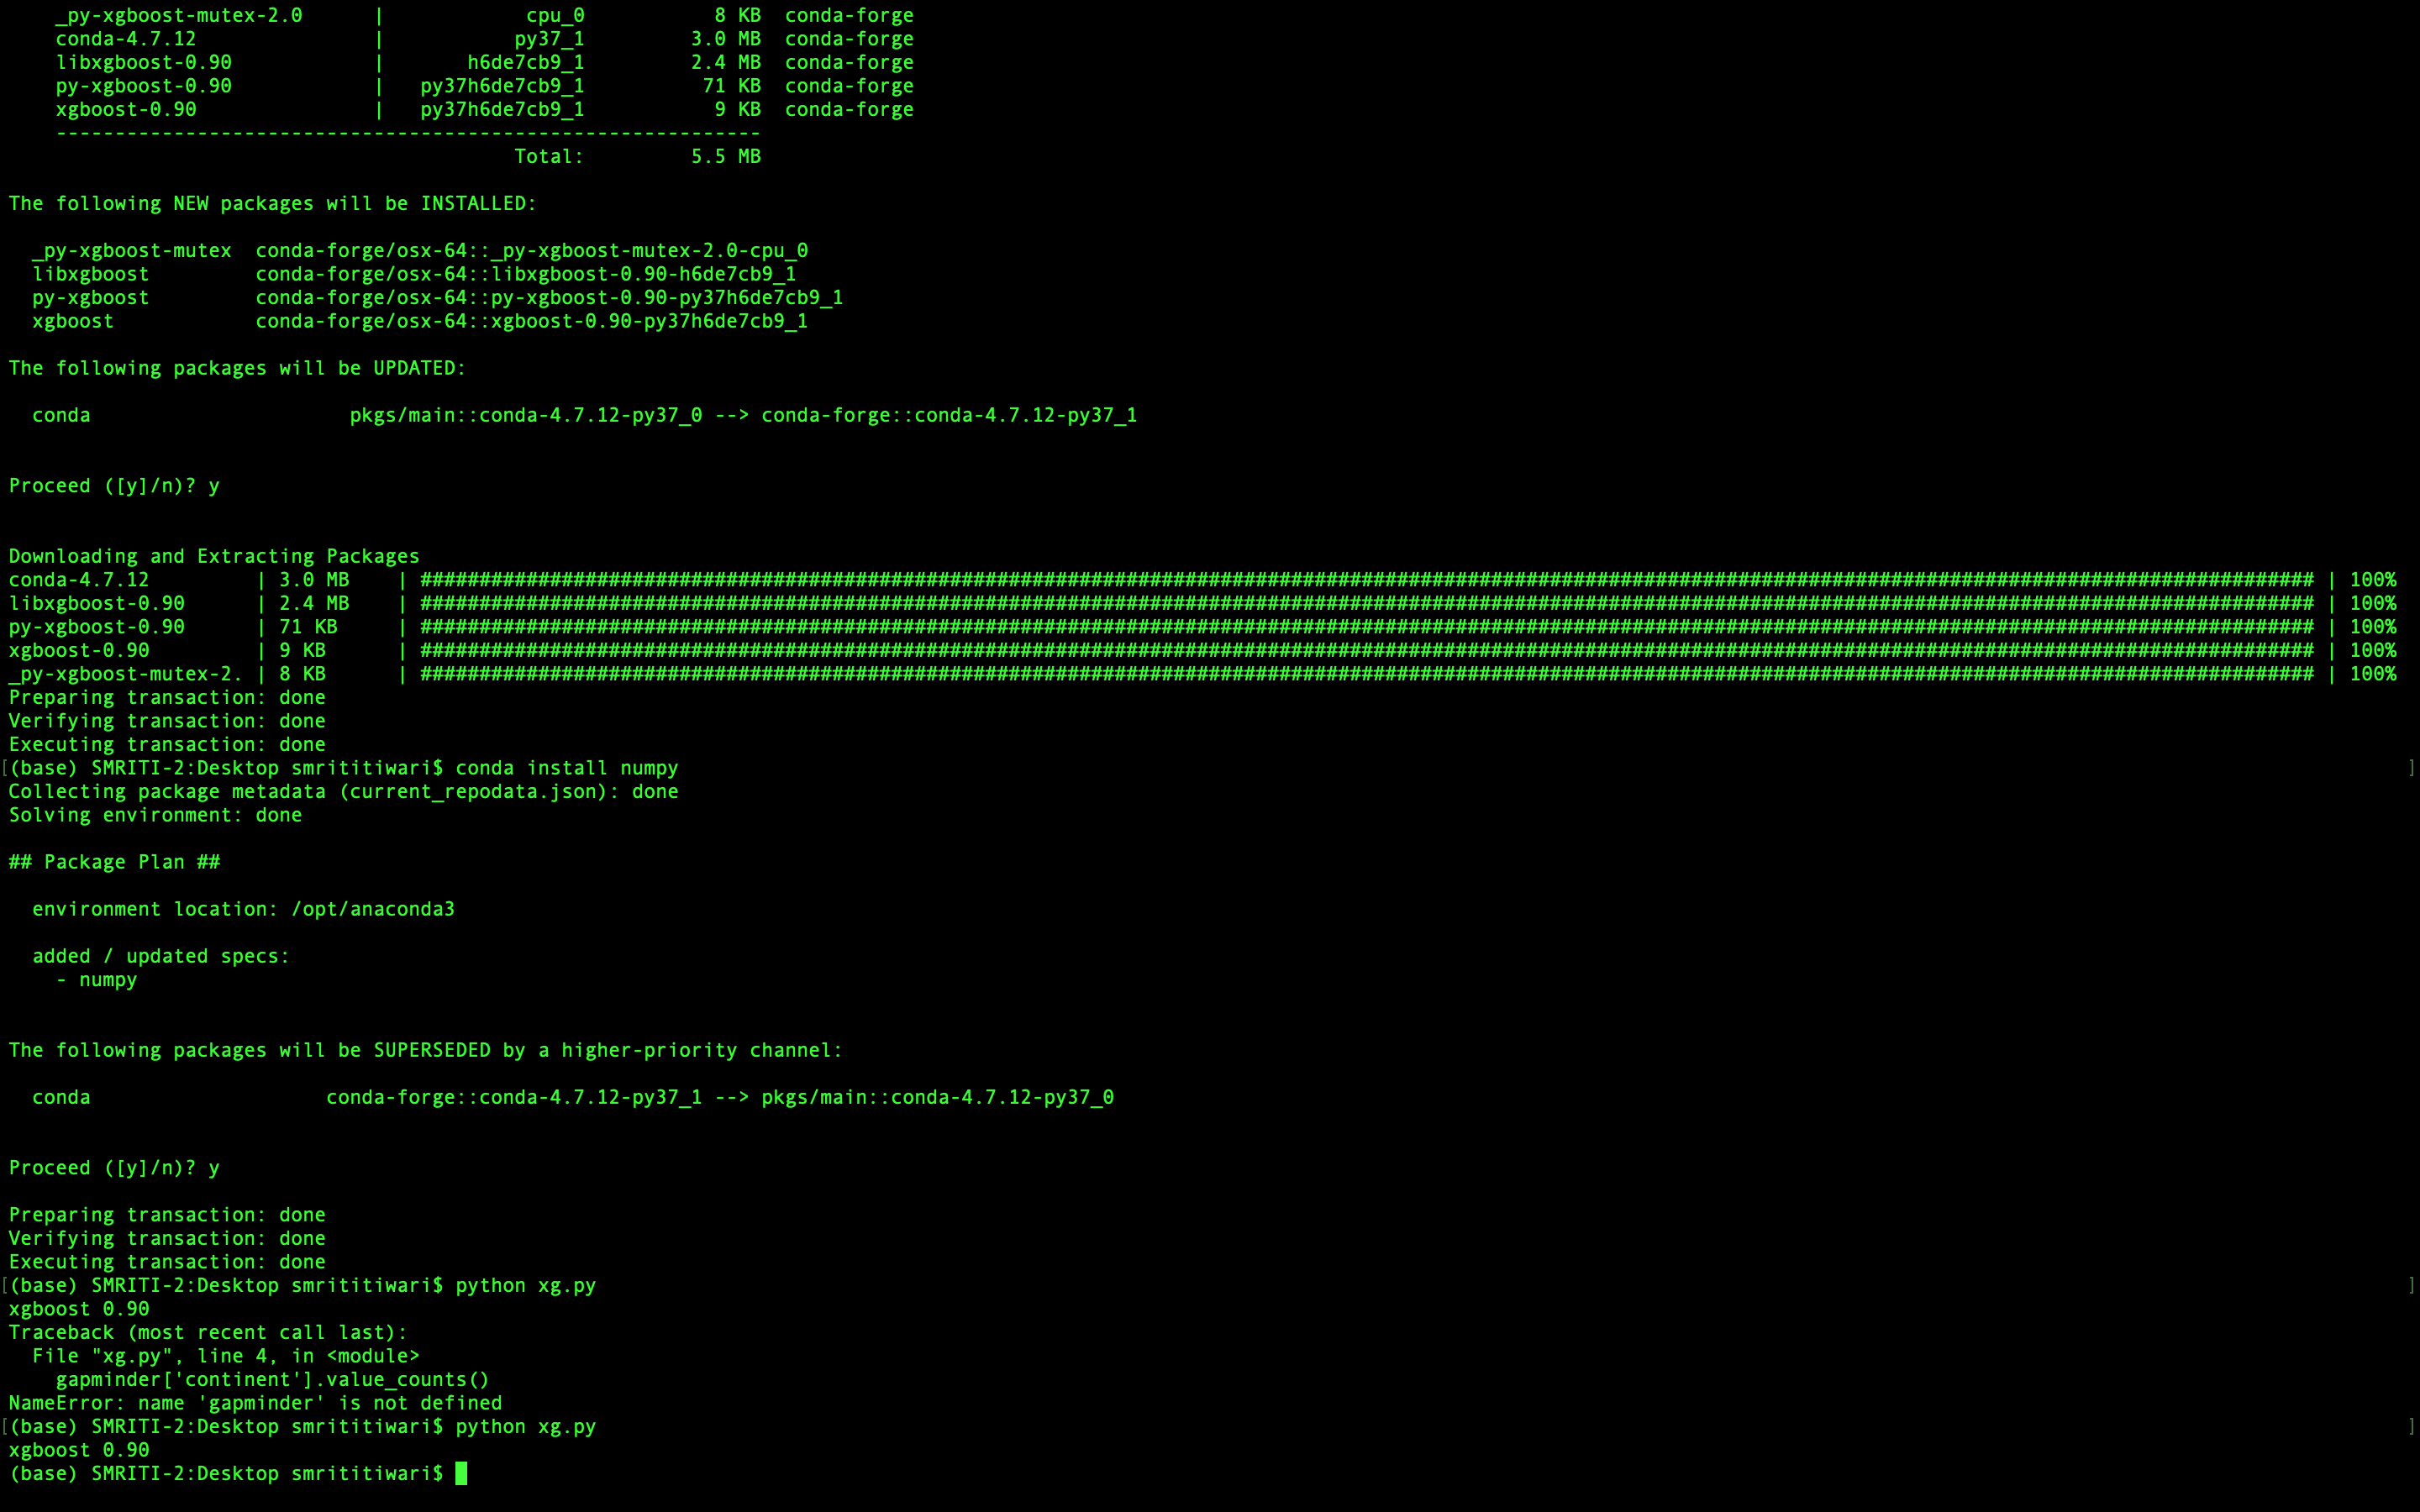 _py-xgboost-mutex-2.0 | cpu_0 8 KB conda-forge
conda-4.7.12 | py37_1 3.0 MB conda-forge
libxgboost-0.90 | h6de7cb9_1 2.4 MB conda-forge
py-xgboost-0.90 | py37h6de7cb9_1 71 KB conda-forge
xgboost-0.90 | py37h6de7cb9_1 9 KB conda-forge
------------------------------------------------------------
Total: 5.5 MB
The following NEW packages will be INSTALLED:
_py-xgboost-mutex conda-forge/osx-64::_py-xgboost-mutex-2.0-cpu_0
libxgboost conda-forge/osx-64::libxgboost-0.90-h6de7cb9_1
py-xgboost conda-forge/osx-64::py-xgboost-0.90-py37h6de7cb9_1
xgboost conda-forge/osx-64::xgboost-0.90-py37h6de7cb9_1
The following packages will be UPDATED:
conda pkgs/main::conda-4.7.12-py37_0 --> conda-forge::conda-4.7.12-py37_1
Proceed ([y]/n)? y
Downloading and Extracting Packages
conda-4.7.12 | 3.0 MB | ################################################################################################################################################################# | 100%
libxgboost-0.90 | 2.4 MB | ################################################################################################################################################################# | 100%
py-xgboost-0.90 | 71 KB | ################################################################################################################################################################# | 100%
xgboost-0.90 | 9 KB | ################################################################################################################################################################# | 100%
_py-xgboost-mutex-2. | 8 KB | ################################################################################################################################################################# | 100%
Preparing transaction: done
Verifying transaction: done
Executing transaction: done
[(base) SMRITI-2:Desktop smrititiwari$ conda install numpy ]
Collecting package metadata (current_repodata.json): done
Solving environment: done
## Package Plan ##
environment location: /opt/anaconda3
added / updated specs:
- numpy
The following packages will be SUPERSEDED by a higher-priority channel:
conda conda-forge::conda-4.7.12-py37_1 --> pkgs/main::conda-4.7.12-py37_0
Proceed ([y]/n)? y
Preparing transaction: done
Verifying transaction: done
Executing transaction: done
[(base) SMRITI-2:Desktop smrititiwari$ python xg.py ]
xgboost 0.90
Traceback (most recent call last):
File "xg.py", line 4, in <module>
gapminder['continent'].value_counts()
NameError: name 'gapminder' is not defined
[(base) SMRITI-2:Desktop smrititiwari$ python xg.py ]
xgboost 0.90
(base) SMRITI-2:Desktop smrititiwari$